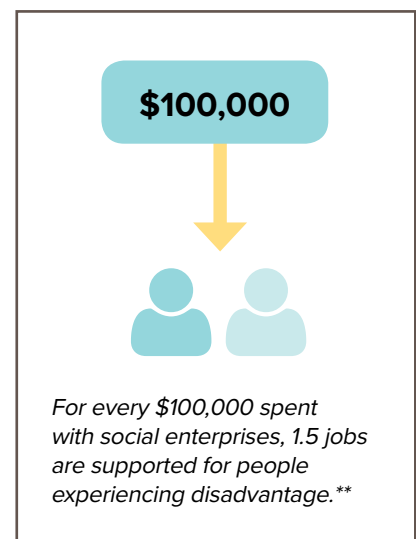 $100,000
For every $100,000 spent
with social enterprises, 1.5 jobs
are supported for people
experiencing disadvantage.**